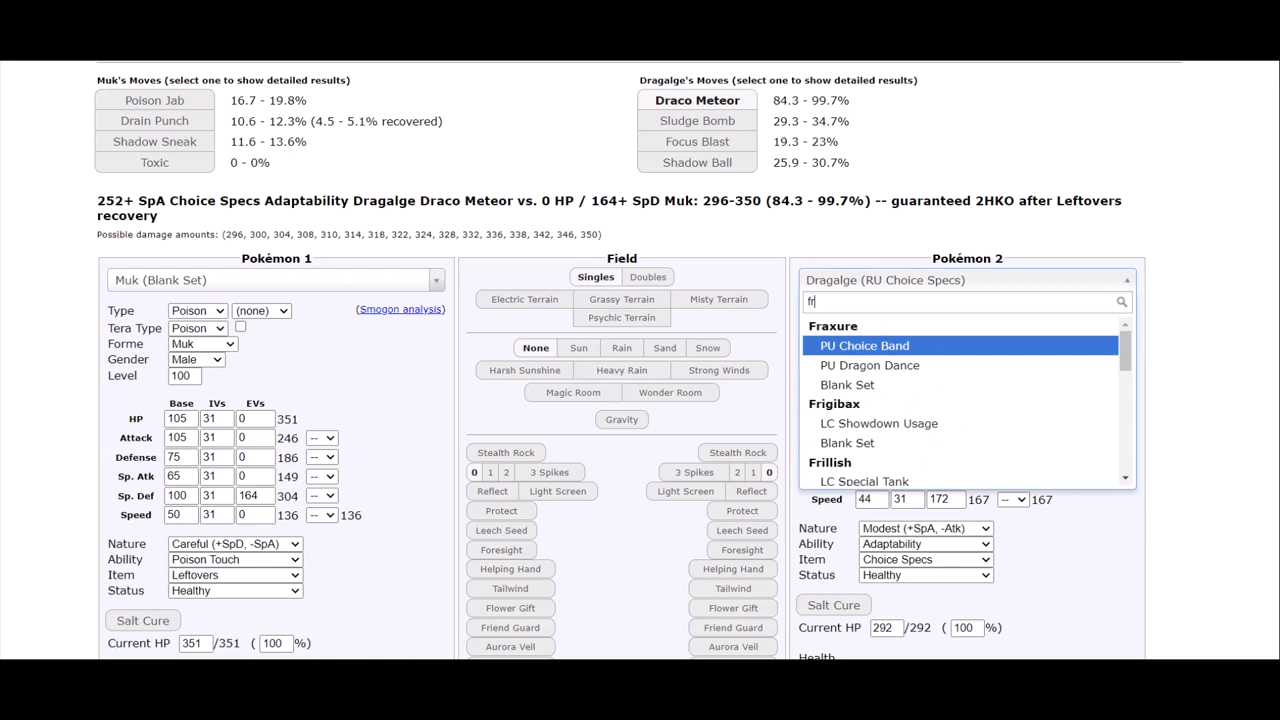 Muk's Moves (select one to show detailed results)
Poison Jab 16.7 - 19.8%
Drain Punch 10.6 - 12.3% (4.5 - 5.1% recovered)
Shadow Sneak 11.6 - 13.6%
Toxic 0 - 0%
Dragalge's Moves (select one to show detailed results)
Draco Meteor 84.3 - 99.7%
Sludge Bomb 29.3 - 34.7%
Focus Blast 19.3 - 23%
Shadow Ball 25.9 - 30.7%
252+ SpA Choice Specs Adaptability Dragalge Draco Meteor vs. 0 HP / 164+ SpD Muk: 296-350 (84.3 - 99.7%) -- guaranteed 2HKO after Leftovers
recovery
Possible damage amounts: (296, 300, 304, 308, 310, 314, 318, 322, 324, 328, 332, 336, 338, 342, 346, 350)
Pokémon 1
Muk (Blank Set)
Type Poison (none) (Smogon analysis)
Tera Type Poison
Forme Muk
Gender Male
Level 100
Base IVs EVs
HP 105 31 0 351
Attack 105 31 0 246 --
Defense 75 31 0 186 --
Sp. Atk 65 31 0 149 --
Sp. Def 100 31 164 304 --
Speed 50 31 0 136 -- 136
Nature Careful (+SpD, -SpA)
Ability Poison Touch
Item Leftovers
Status Healthy
Salt Cure
Current HP 351 /351 ( 100 %)
Field
Singles Doubles
Electric Terrain Grassy Terrain Misty Terrain
Psychic Terrain
None Sun Rain Sand Snow
Harsh Sunshine Heavy Rain Strong Winds
Magic Room Wonder Room
Gravity
Stealth Rock Stealth Rock
0 1 2 3 Spikes 3 Spikes 2 1 0
Reflect Light Screen Light Screen Reflect
Protect Protect
Leech Seed Leech Seed
Foresight Foresight
Helping Hand Helping Hand
Tailwind Tailwind
Flower Gift Flower Gift
Friend Guard Friend Guard
Aurora Veil Aurora Veil
Pokémon 2
Dragalge (RU Choice Specs)
fr
Fraxure
PU Choice Band
PU Dragon Dance
Blank Set
Frigibax
LC Showdown Usage
Blank Set
Frillish
LC Special Tank
Speed 44 31 172 167 -- 167
Nature Modest (+SpA, -Atk)
Ability Adaptability
Item Choice Specs
Status Healthy
Salt Cure
Current HP 292 /292 ( 100 %)
Health